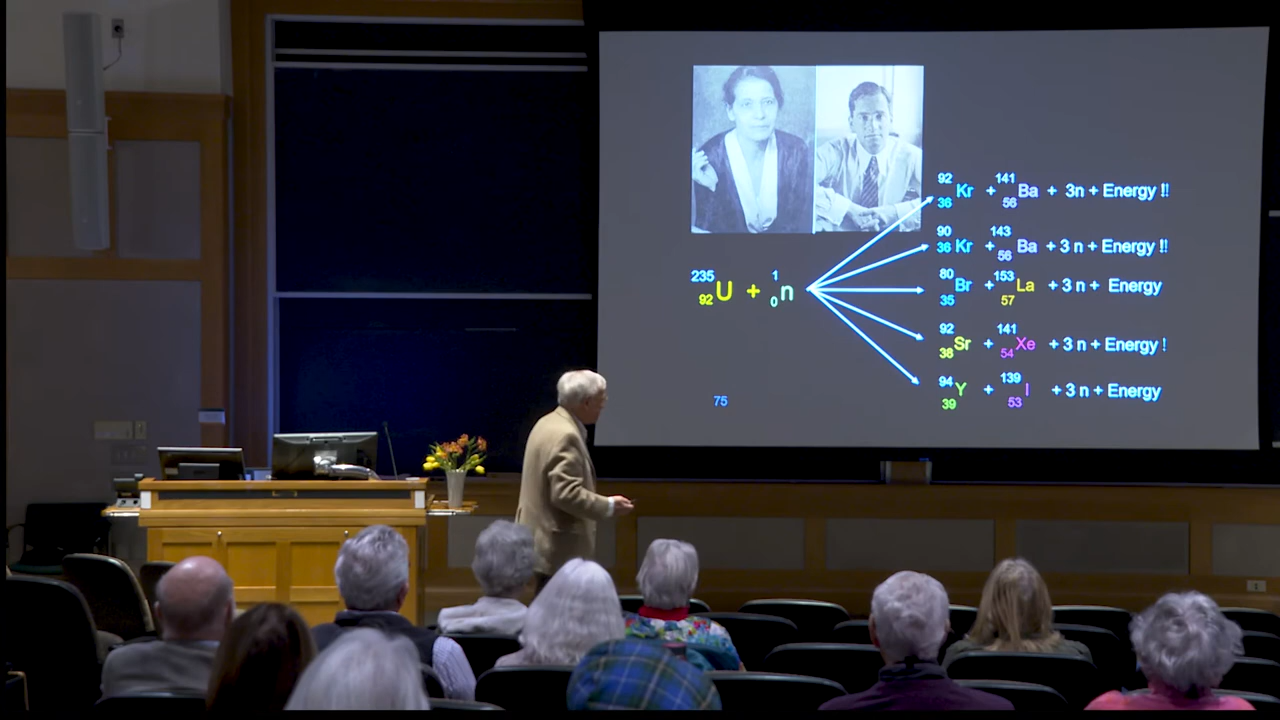 92 36 Kr + 141 56 Ba + 3n + Energy !!
90 36 Kr + 143 56 Ba + 3 n + Energy !!
235 92 U + 1 0 n
80 35 Br + 153 57 La + 3 n + Energy
92 38 Sr + 141 54 Xe + 3 n + Energy !
94 39 Y + 139 53 I + 3 n + Energy
75